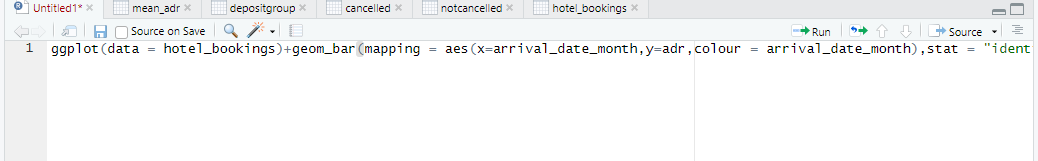 Untitled1* mean_adr depositgroup cancelled notcancelled hotel_bookings
Source on Save Run Source
1 ggplot(data = hotel_bookings)+geom_bar(mapping = aes(x=arrival_date_month,y=adr,colour = arrival_date_month),stat = "ident